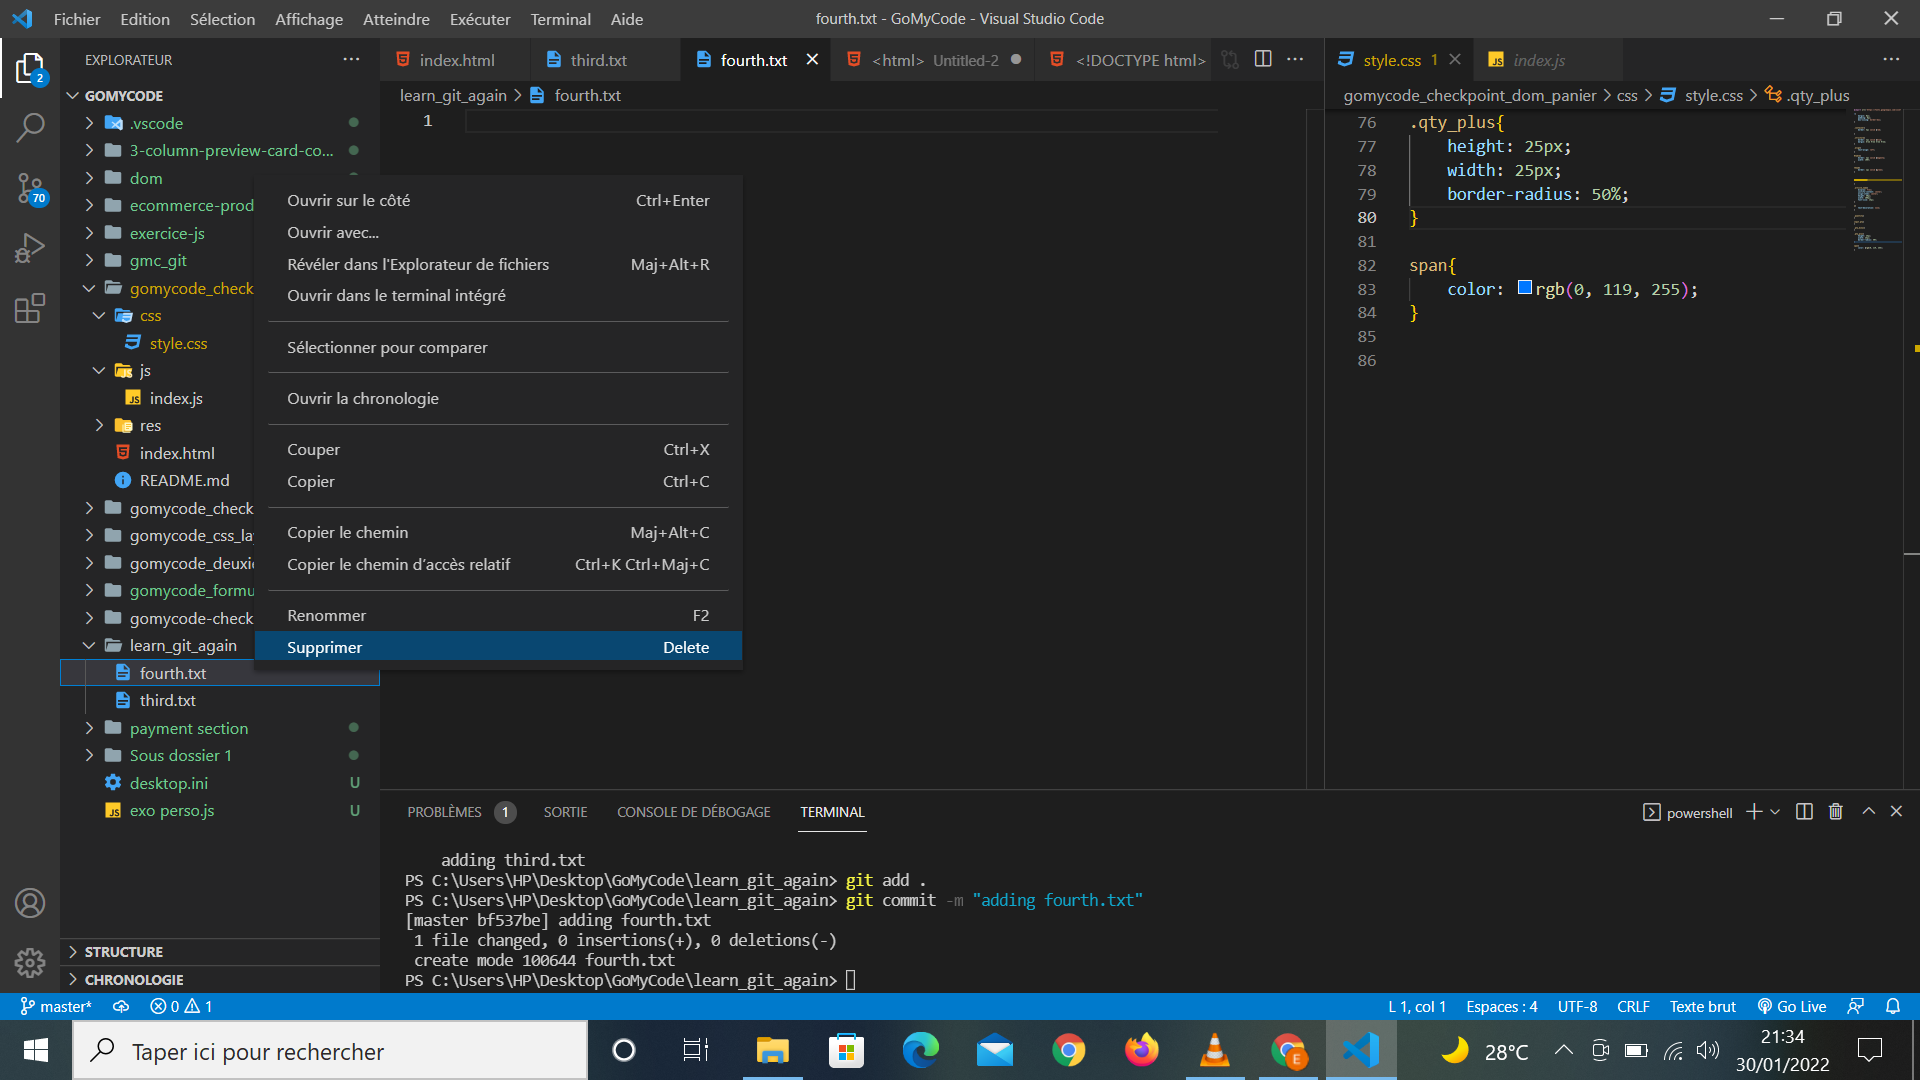 Fichier Edition Sélection Affichage Atteindre Exécuter Terminal Aide
fourth.txt - GoMyCode - Visual Studio Code
EXPLORATEUR
GOMYCODE
.vscode
3-column-preview-card-co...
dom
ecommerce-prod
exercice-js
gmc_git
gomycode_check
css
style.css
js
index.js
res
index.html
README.md
gomycode_check
gomycode_css_la
gomycode_deuxi
gomycode_formu
gomycode-check
learn_git_again
fourth.txt
third.txt
payment section
Sous dossier 1
desktop.ini U
exo perso.js U
STRUCTURE
CHRONOLOGIE
2
70
Ouvrir sur le côté Ctrl+Enter
Ouvrir avec...
Révéler dans l'Explorateur de fichiers Maj+Alt+R
Ouvrir dans le terminal intégré
Sélectionner pour comparer
Ouvrir la chronologie
Couper Ctrl+X
Copier Ctrl+C
Copier le chemin Maj+Alt+C
Copier le chemin d’accès relatif Ctrl+K Ctrl+Maj+C
Renommer F2
Supprimer Delete
index.html third.txt fourth.txt <html> Untitled-2 <!DOCTYPE html>
learn_git_again > fourth.txt
1
style.css 1 index.js
gomycode_checkpoint_dom_panier > css > style.css > .qty_plus
76 .qty_plus{
77 height: 25px;
78 width: 25px;
79 border-radius: 50%;
80 }
81
82 span{
83 color: rgb(0, 119, 255);
84 }
85
86
PROBLÈMES 1 SORTIE CONSOLE DE DÉBOGAGE TERMINAL
powershell
adding third.txt
PS C:\Users\HP\Desktop\GoMyCode\learn_git_again> git add .
PS C:\Users\HP\Desktop\GoMyCode\learn_git_again> git commit -m "adding fourth.txt"
[master bf537be] adding fourth.txt
1 file changed, 0 insertions(+), 0 deletions(-)
create mode 100644 fourth.txt
PS C:\Users\HP\Desktop\GoMyCode\learn_git_again>
master* 0 1
L 1, col 1 Espaces : 4 UTF-8 CRLF Texte brut Go Live
Taper ici pour rechercher
E
28°C
21:34
30/01/2022